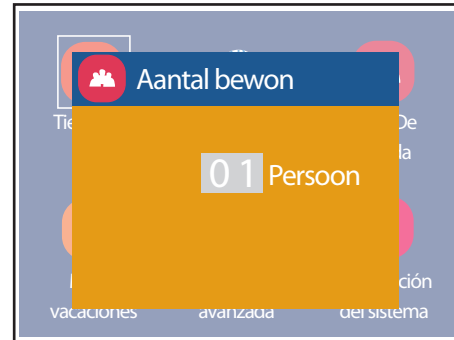 Aantal bewon
Tie
De
la
0 1 Persoon
ción
vacaciones avanzada del sistema